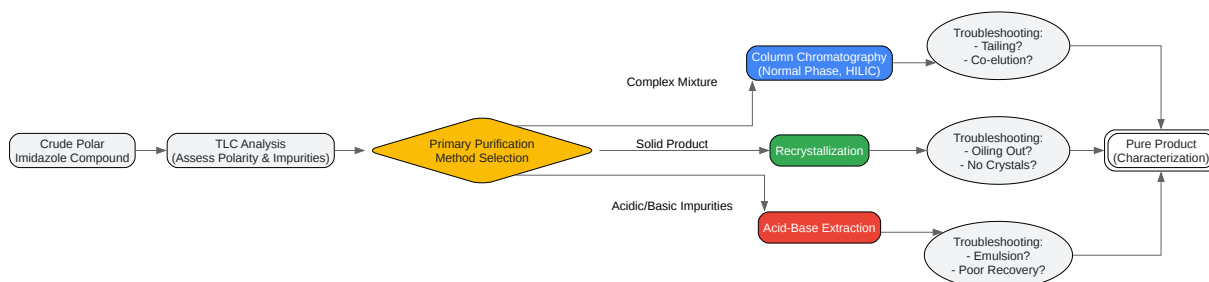 Crude Polar
Imidazole Compound
TLC Analysis
(Assess Polarity & Impurities)
Primary Purification
Method Selection
Complex Mixture
Column Chromatography
(Normal Phase, HILIC)
Troubleshooting:
- Tailing?
- Co-elution?
Solid Product
Recrystallization
Troubleshooting:
- Oiling Out?
- No Crystals?
Acidic/Basic Impurities
Acid-Base Extraction
Troubleshooting:
- Emulsion?
- Poor Recovery?
Pure Product
(Characterization)